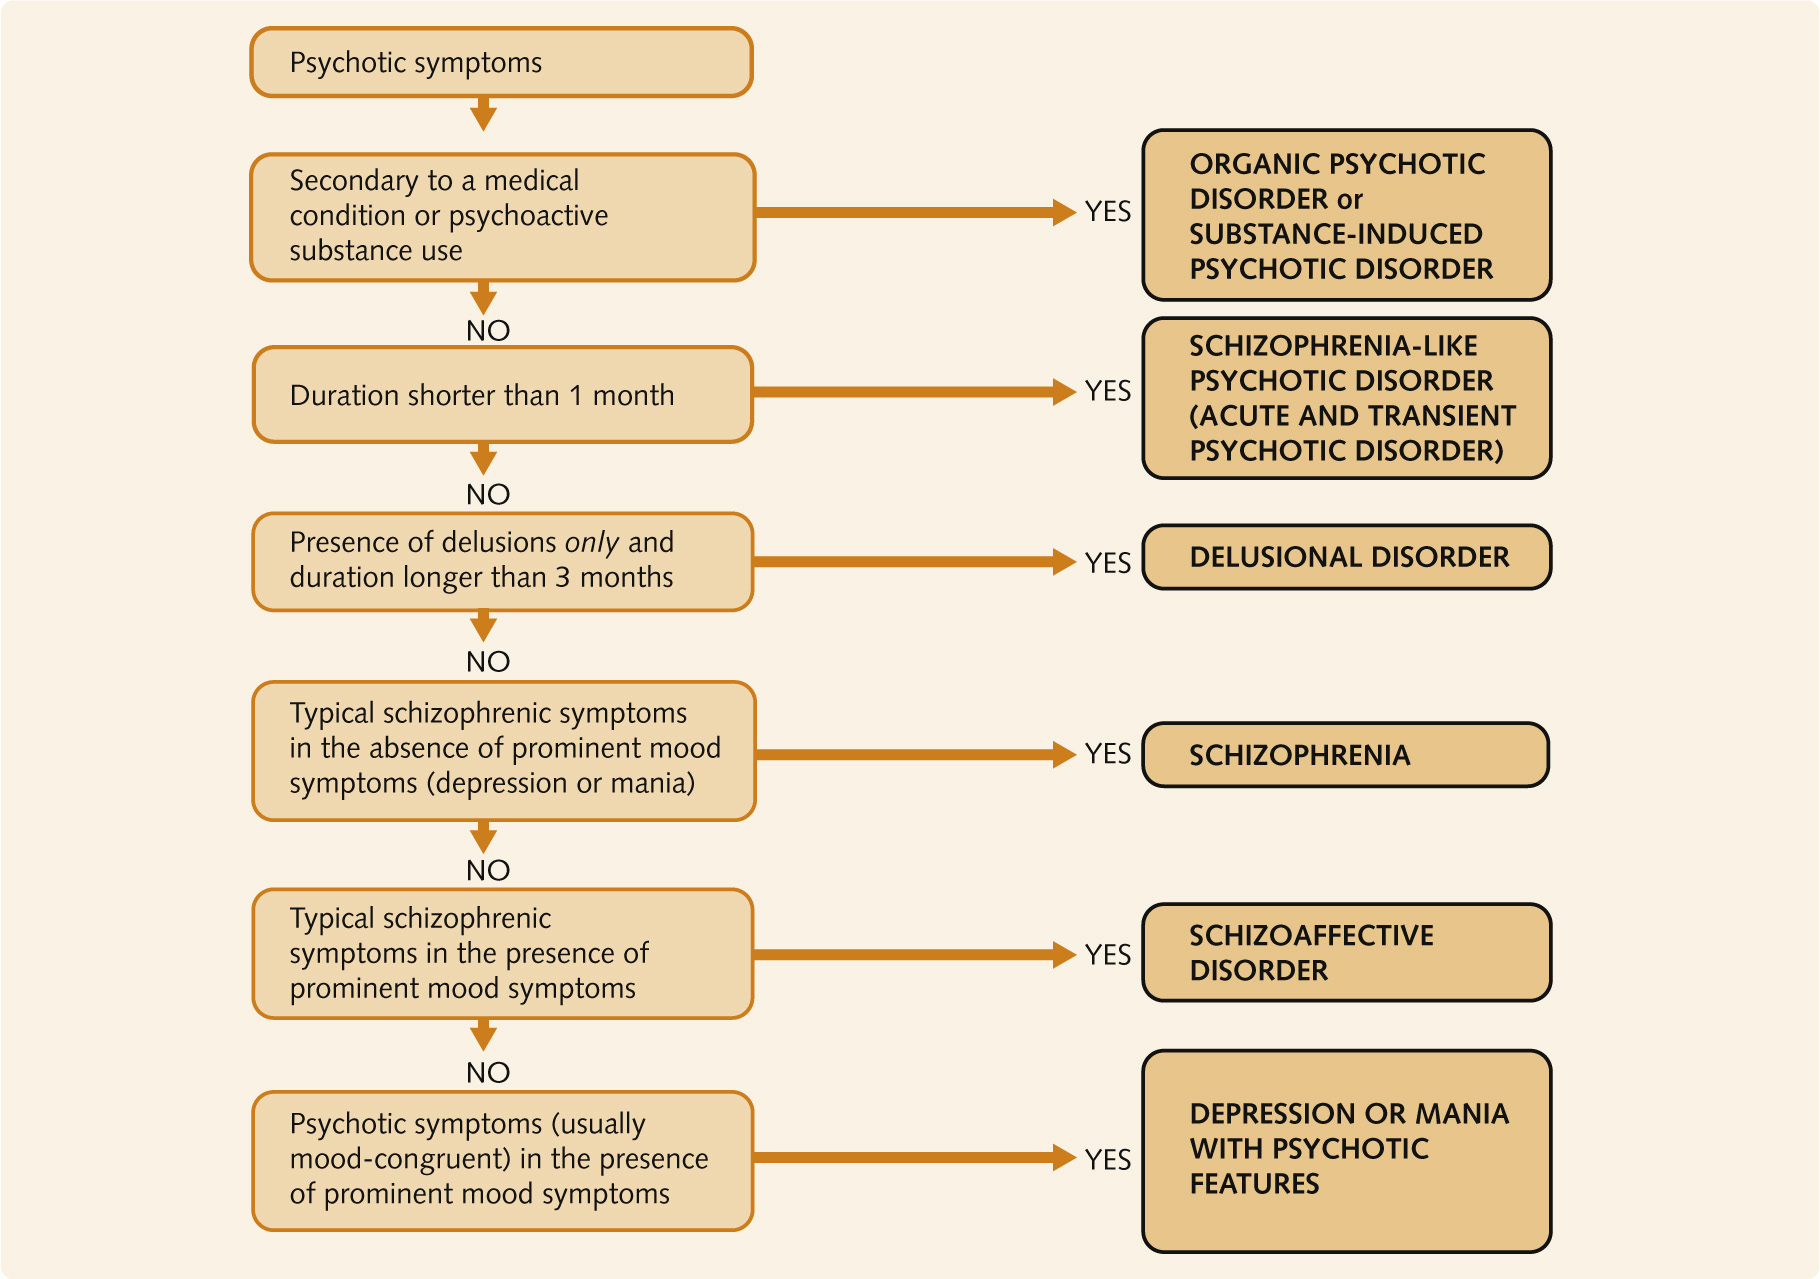 Psychotic symptoms
Secondary to a medical
condition or psychoactive
substance use
YES
ORGANIC PSYCHOTIC
DISORDER or
SUBSTANCE-INDUCED
PSYCHOTIC DISORDER
NO
Duration shorter than 1 month
YES
SCHIZOPHRENIA-LIKE
PSYCHOTIC DISORDER
(ACUTE AND TRANSIENT
PSYCHOTIC DISORDER)
NO
Presence of delusions only and
duration longer than 3 months
YES
DELUSIONAL DISORDER
NO
Typical schizophrenic symptoms
in the absence of prominent mood
symptoms (depression or mania)
YES
SCHIZOPHRENIA
NO
Typical schizophrenic
symptoms in the presence of
prominent mood symptoms
YES
SCHIZOAFFECTIVE
DISORDER
NO
Psychotic symptoms (usually
mood-congruent) in the presence
of prominent mood symptoms
YES
DEPRESSION OR MANIA
WITH PSYCHOTIC
FEATURES